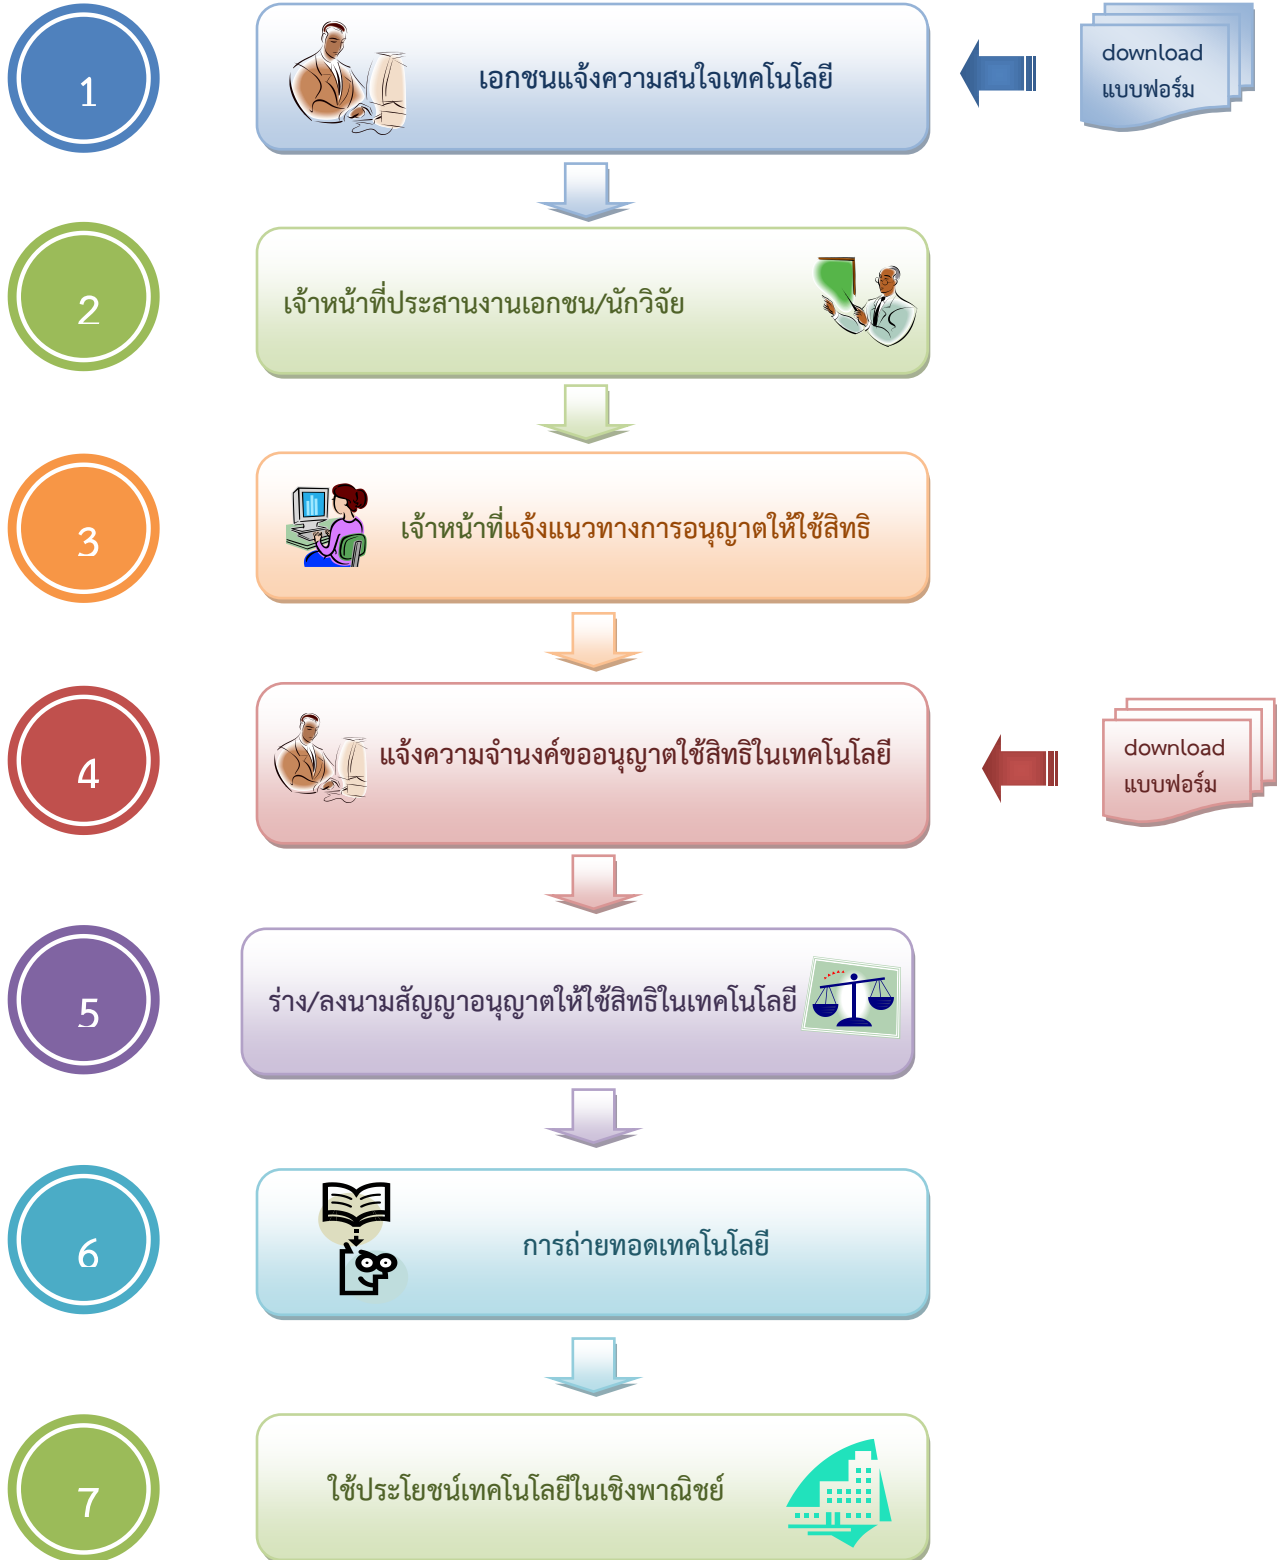 1
เอกชนแจ้งความสนใจเทคโนโลยี
download
แบบฟอร์ม
2
เจ้าหน้าที่ประสานงานเอกชน/นักวิจัย
3
เจ้าหน้าที่แจ้งแนวทางการอนุญาตให้ใช้สิทธิ
4
แจ้งความจำนงค์ขออนุญาตใช้สิทธิในเทคโนโลยี
download
แบบฟอร์ม
5
ร่าง/ลงนามสัญญาอนุญาตให้ใช้สิทธิในเทคโนโลยี
6
การถ่ายทอดเทคโนโลยี
7
ใช้ประโยชน์เทคโนโลยีในเชิงพาณิชย์